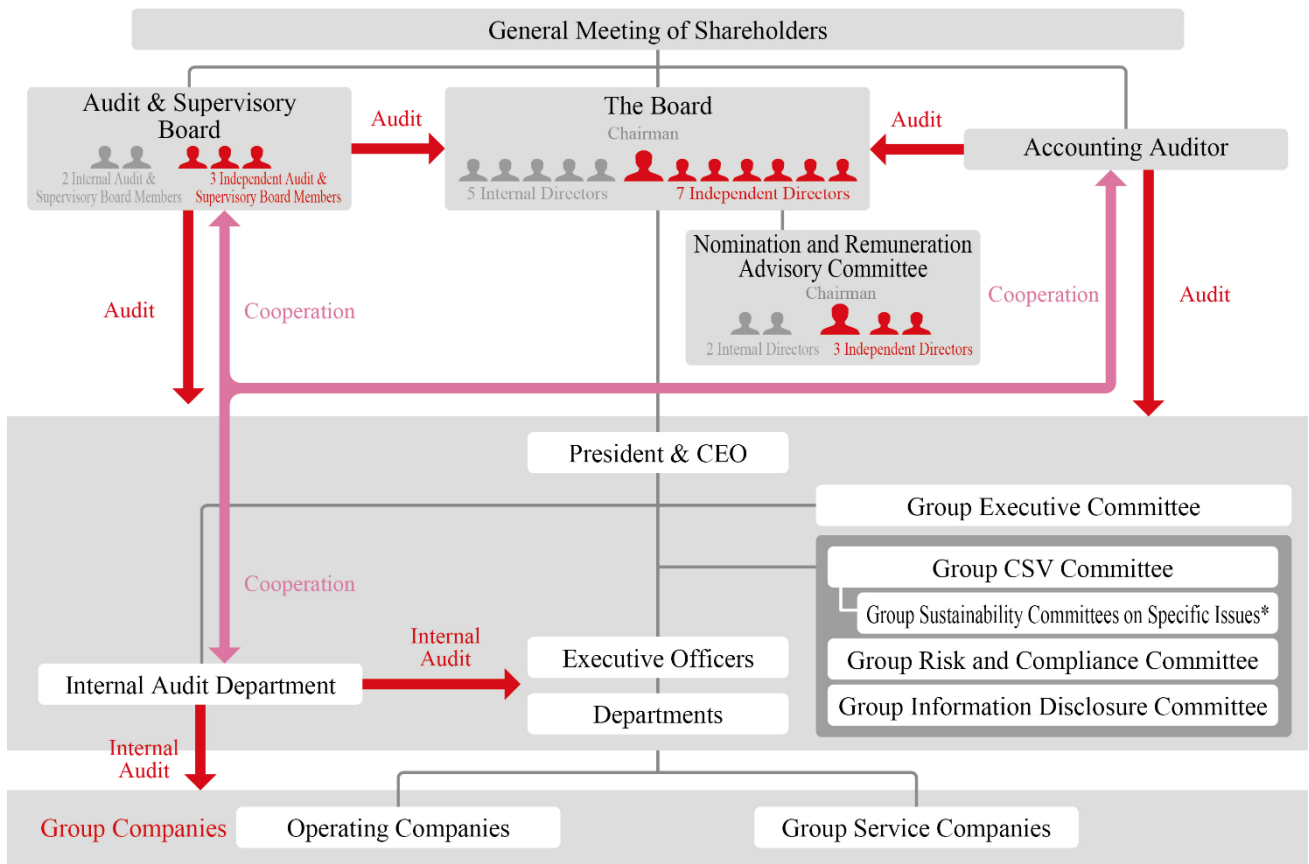 General Meeting of Shareholders
Audit & Supervisory
Board
2 Internal Audit &
Supervisory Board Members
3 Independent Audit &
Supervisory Board Members
Audit
The Board
Chairman
5 Internal Directors
7 Independent Directors
Audit
Accounting Auditor
Nomination and Remuneration
Advisory Committee
Chairman
2 Internal Directors
3 Independent Directors
Audit
Cooperation
Cooperation
Audit
President & CEO
Group Executive Committee
Group CSV Committee
Group Sustainability Committees on Specific Issues*
Group Risk and Compliance Committee
Group Information Disclosure Committee
Cooperation
Internal Audit Department
Internal
Audit
Executive Officers
Departments
Internal
Audit
Group Companies
Operating Companies
Group Service Companies